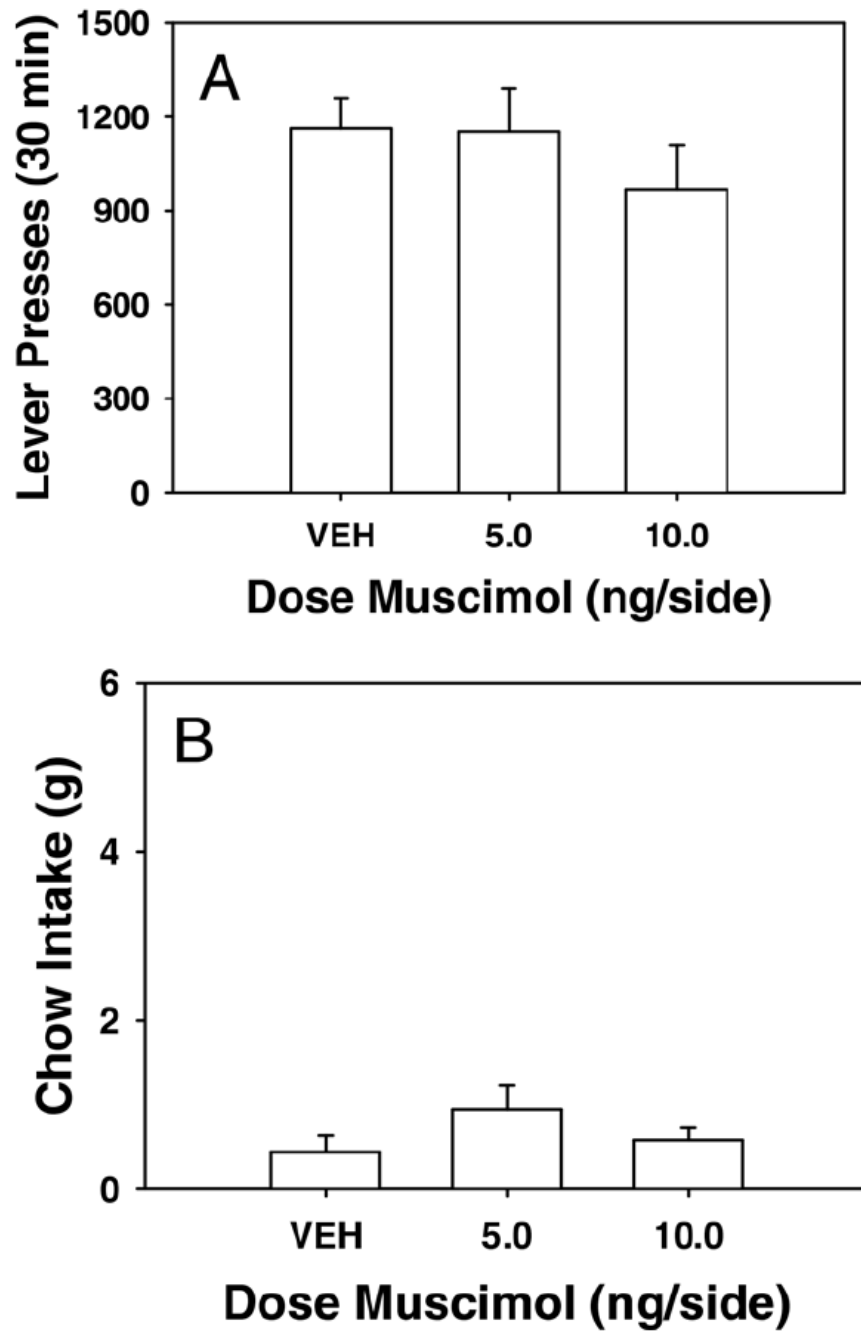 A
Lever Presses (30 min)
1500
1200
900
600
300
0
VEH 5.0 10.0
Dose Muscimol (ng/side)
B
Chow Intake (g)
6
4
2
0
VEH 5.0 10.0
Dose Muscimol (ng/side)